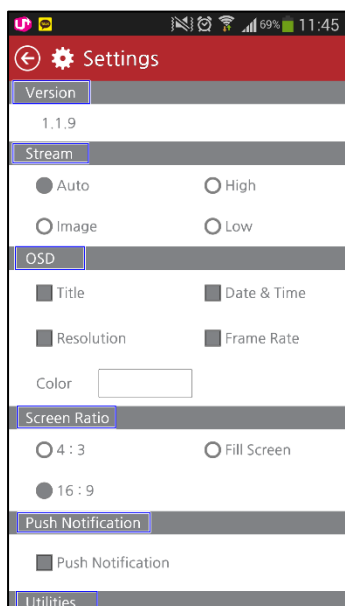 69% 11:45
Settings
Version
1.1.9
Stream
Auto High
Image Low
OSD
Title Date & Time
Resolution Frame Rate
Color
Screen Ratio
4 : 3 Fill Screen
16 : 9
Push Notification
Push Notification
Utilities